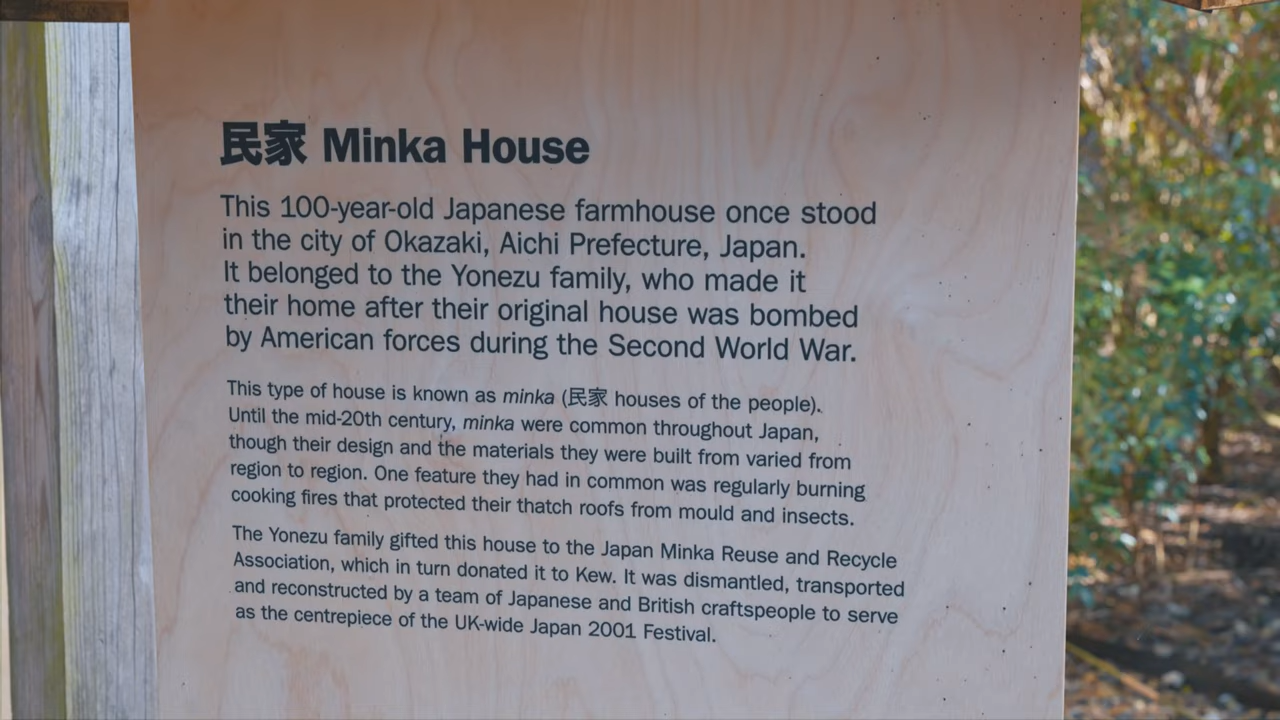 民家 Minka House
This 100-year-old Japanese farmhouse once stood
in the city of Okazaki, Aichi Prefecture, Japan.
It belonged to the Yonezu family, who made it
their home after their original house was bombed
by American forces during the Second World War.
This type of house is known as minka (民家 houses of the people).
Until the mid-20th century, minka were common throughout Japan,
though their design and the materials they were built from varied from
region to region. One feature they had in common was regularly burning
cooking fires that protected their thatch roofs from mould and insects.
The Yonezu family gifted this house to the Japan Minka Reuse and Recycle
Association, which in turn donated it to Kew. It was dismantled, transported
and reconstructed by a team of Japanese and British craftspeople to serve
as the centrepiece of the UK-wide Japan 2001 Festival.